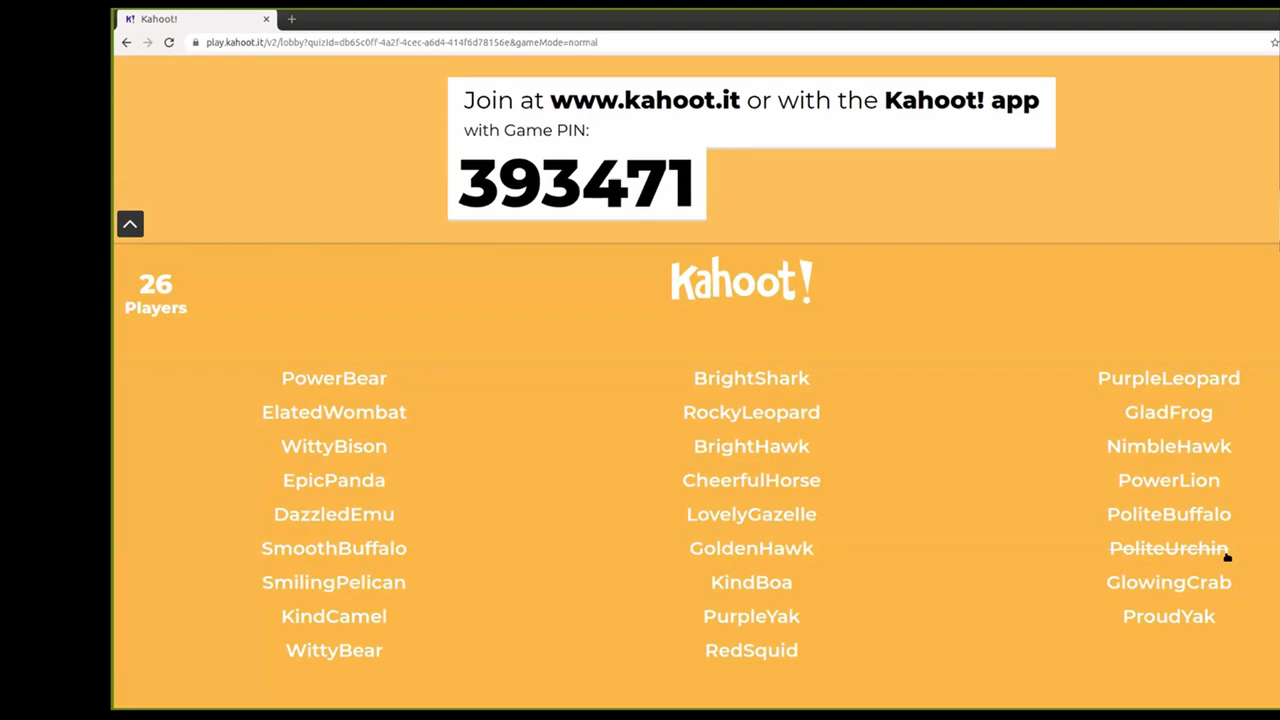 Kahoot!
play.kahoot.it/v2/lobby?quizId=db65c0ff-4a2f-4cec-a6d4-414f6d78156e&gameMode=normal
Join at www.kahoot.it or with the Kahoot! app
with Game PIN:
393471
26
Players
Kahoot!
PowerBear BrightShark PurpleLeopard
ElatedWombat RockyLeopard GladFrog
WittyBison BrightHawk NimbleHawk
EpicPanda CheerfulHorse PowerLion
DazzledEmu LovelyGazelle PoliteBuffalo
SmoothBuffalo GoldenHawk PoliteUrchin
SmilingPelican KindBoa GlowingCrab
KindCamel PurpleYak ProudYak
WittyBear RedSquid